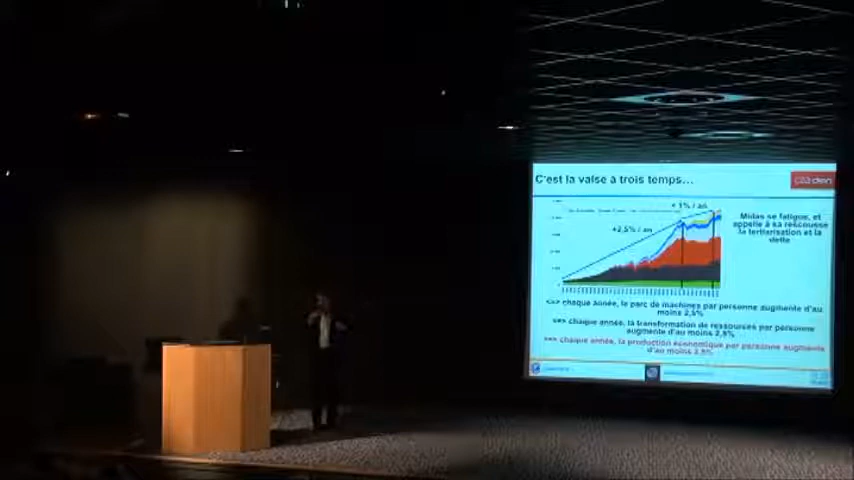 C'est la valse à trois temps…
cea den
< 1% / an
+2,5% / an
Midas se fatigue, et
appelle à sa rescousse
la tertiarisation et la
dette
<=> chaque année, le parc de machines par personne augmente d'au
moins 2,5%
<=> chaque année, la transformation de ressources par personne
augmente d'au moins 2,5%
<=> chaque année, la production économique par personne augmente
d'au moins 2,5%